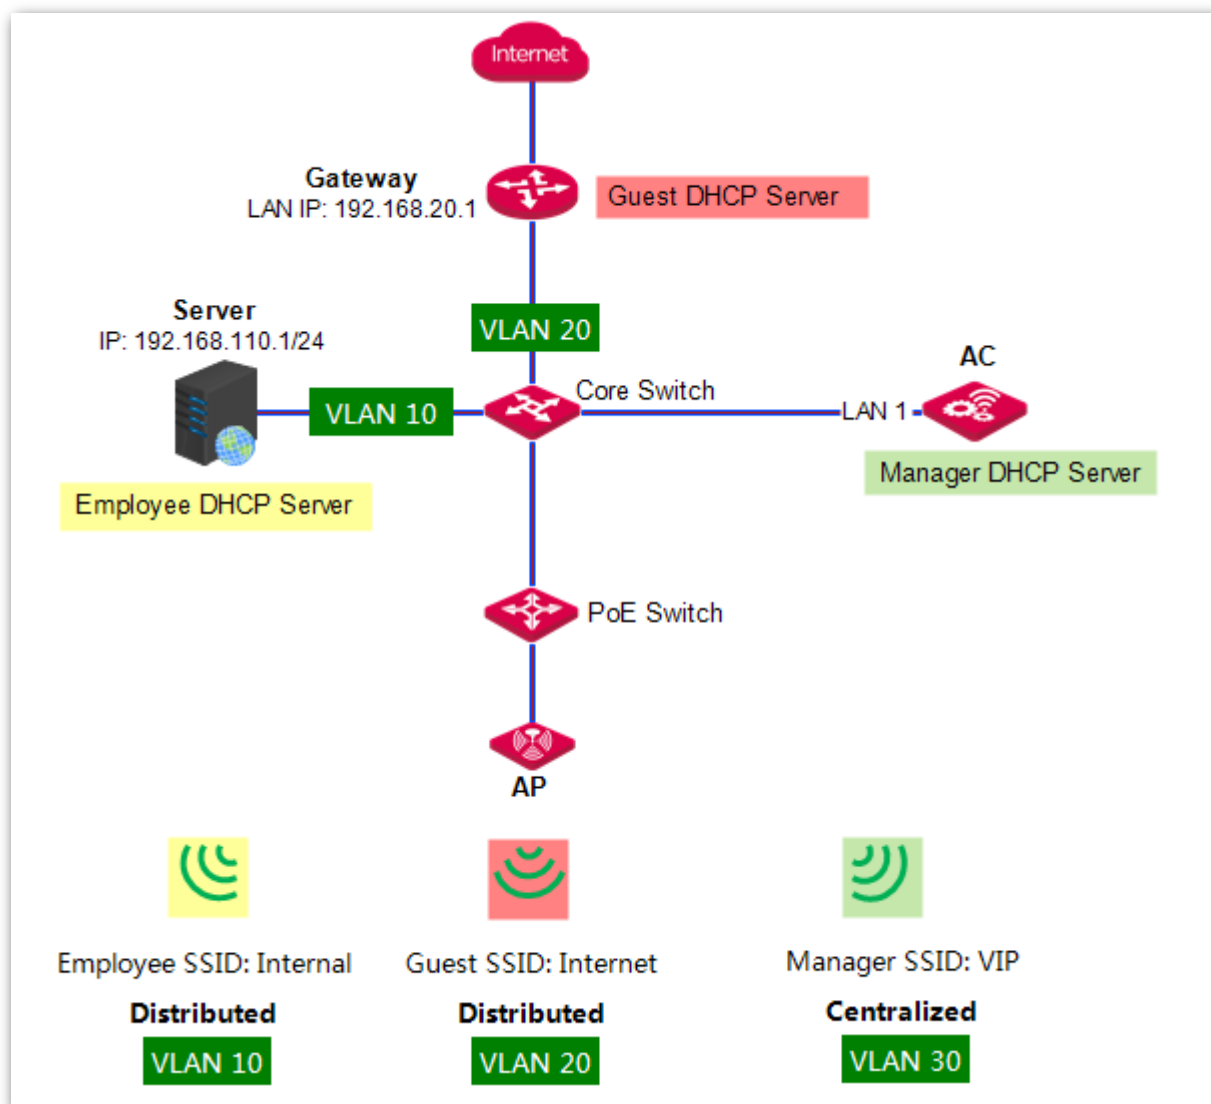 Internet
Gateway
LAN IP: 192.168.20.1
Guest DHCP Server
Server
IP: 192.168.110.1/24
VLAN 20
AC
Core Switch
VLAN 10
LAN 1
Manager DHCP Server
Employee DHCP Server
PoE Switch
AP
Employee SSID: Internal
Guest SSID: Internet
Manager SSID: VIP
Distributed
Distributed
Centralized
VLAN 10
VLAN 20
VLAN 30